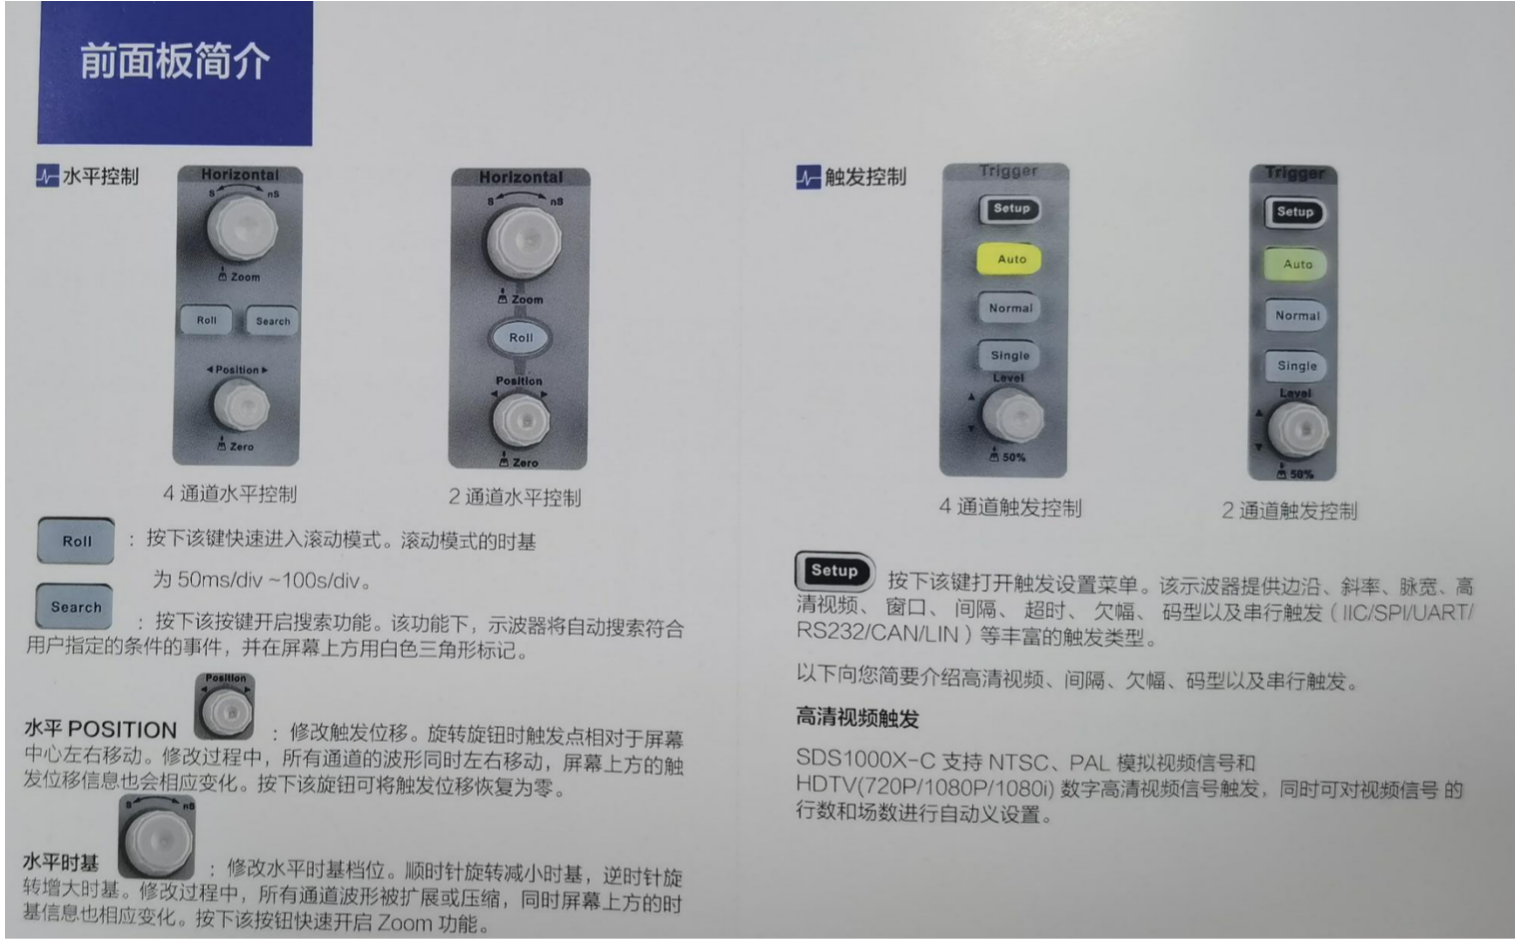 前面板简介
水平控制
Horizontal
S nS
Zoom
Roll Search
Position
Zero
4 通道水平控制
Horizontal
S nS
Zoom
Roll
Position
Zero
2 通道水平控制
Roll ：按下该键快速进入滚动模式。滚动模式的时基
为 50ms/div ~100s/div。
Search ：按下该按键开启搜索功能。该功能下，示波器将自动搜索符合
用户指定的条件的事件，并在屏幕上方用白色三角形标记。
Position
水平 POSITION ：修改触发位移。旋转旋钮时触发点相对于屏幕
中心左右移动。修改过程中，所有通道的波形同时左右移动，屏幕上方的触
发位移信息也会相应变化。按下该旋钮可将触发位移恢复为零。
S nS
水平时基 ：修改水平时基档位。顺时针旋转减小时基，逆时针旋
转增大时基。修改过程中，所有通道波形被扩展或压缩，同时屏幕上方的时
基信息也相应变化。按下该按钮快速开启 Zoom 功能。
触发控制
Trigger
Setup
Auto
Normal
Single
Level
50%
4 通道触发控制
Trigger
Setup
Auto
Normal
Single
Level
50%
2 通道触发控制
Setup 按下该键打开触发设置菜单。该示波器提供边沿、斜率、脉宽、高
清视频、 窗口、 间隔、 超时、 欠幅、 码型以及串行触发（IIC/SPI/UART/
RS232/CAN/LIN）等丰富的触发类型。
以下向您简要介绍高清视频、间隔、欠幅、码型以及串行触发。
高清视频触发
SDS1000X-C 支持 NTSC、PAL 模拟视频信号和
HDTV(720P/1080P/1080i) 数字高清视频信号触发，同时可对视频信号 的
行数和场数进行自动义设置。